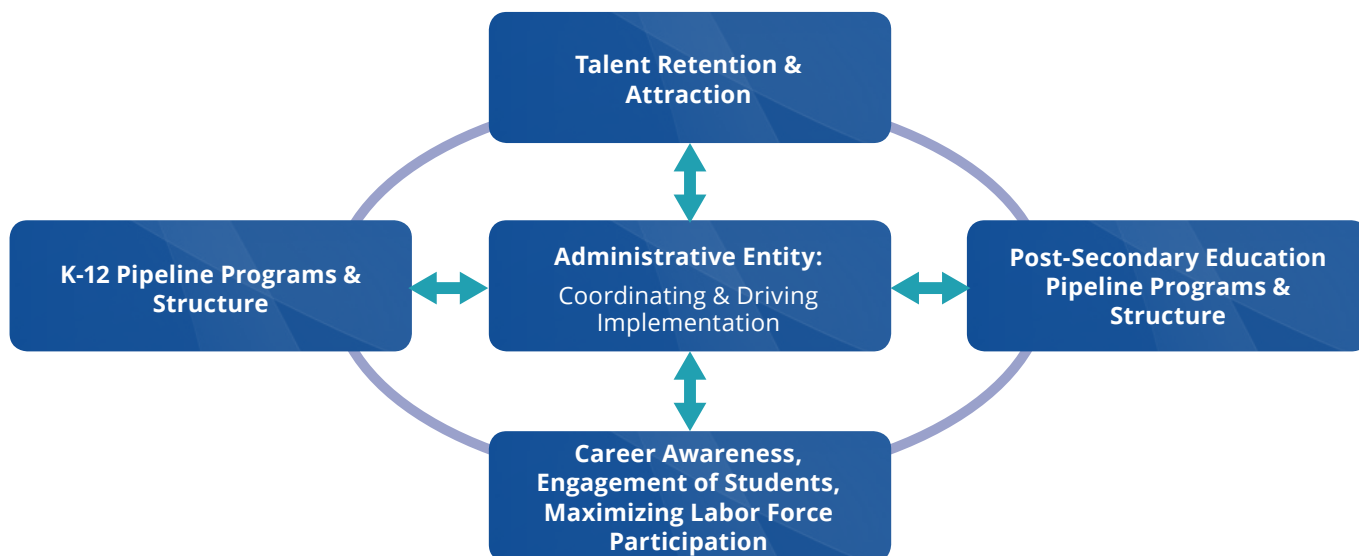 Talent Retention &
Attraction
K-12 Pipeline Programs &
Structure
Administrative Entity:
Coordinating & Driving
Implementation
Post-Secondary Education
Pipeline Programs &
Structure
Career Awareness,
Engagement of Students,
Maximizing Labor Force
Participation